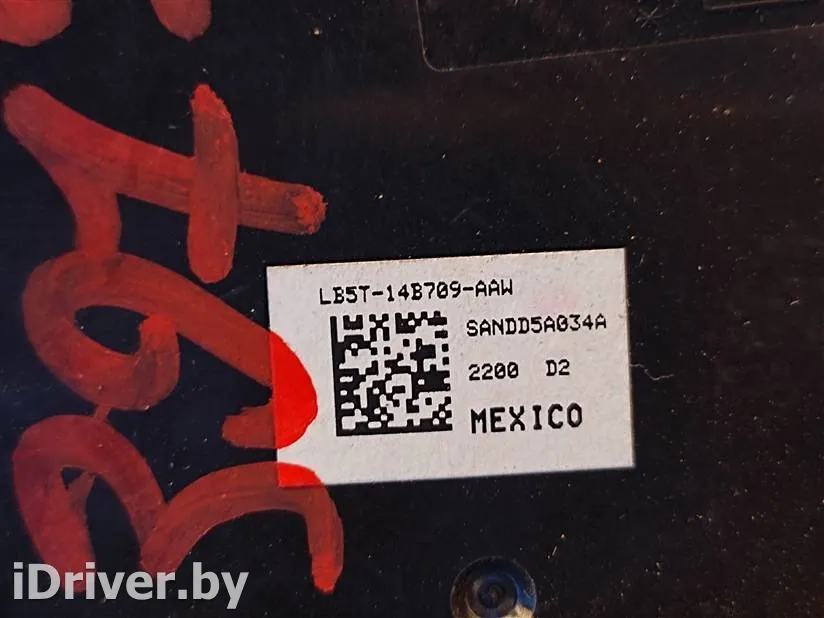 LB5T-14B709-AAW
SANDD5A034A
2200 D2
MEXICO
iDriver.by